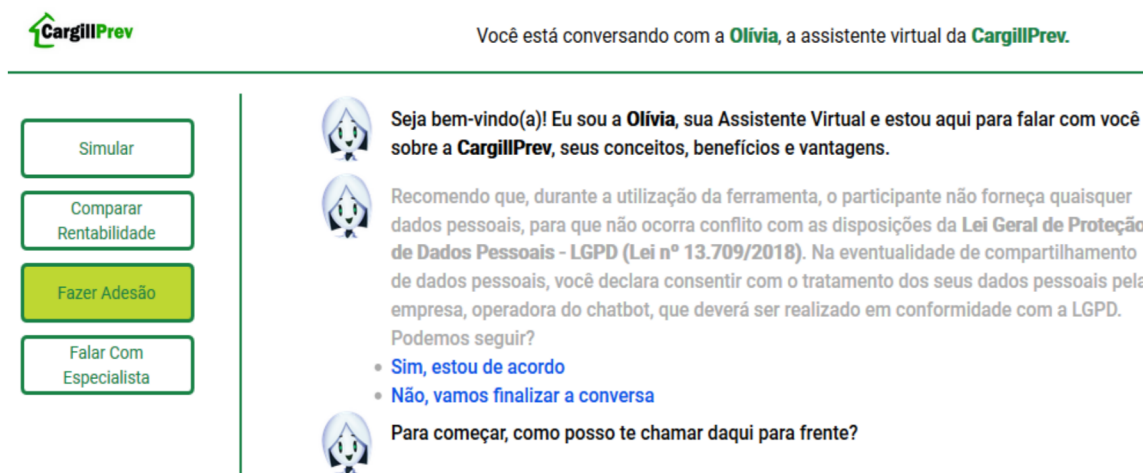 CargillPrev
Você está conversando com a Olívia, a assistente virtual da CargillPrev.
Simular
Comparar
Rentabilidade
Fazer Adesão
Falar Com
Especialista
Seja bem-vindo(a)! Eu sou a Olívia, sua Assistente Virtual e estou aqui para falar com você
sobre a CargillPrev, seus conceitos, benefícios e vantagens.
Recomendo que, durante a utilização da ferramenta, o participante não forneça quaisquer
dados pessoais, para que não ocorra conflito com as disposições da Lei Geral de Proteção
de Dados Pessoais - LGPD (Lei nº 13.709/2018). Na eventualidade de compartilhamento
de dados pessoais, você declara consentir com o tratamento dos seus dados pessoais pela
empresa, operadora do chatbot, que deverá ser realizado em conformidade com a LGPD.
Podemos seguir?
Sim, estou de acordo
Não, vamos finalizar a conversa
Para começar, como posso te chamar daqui para frente?